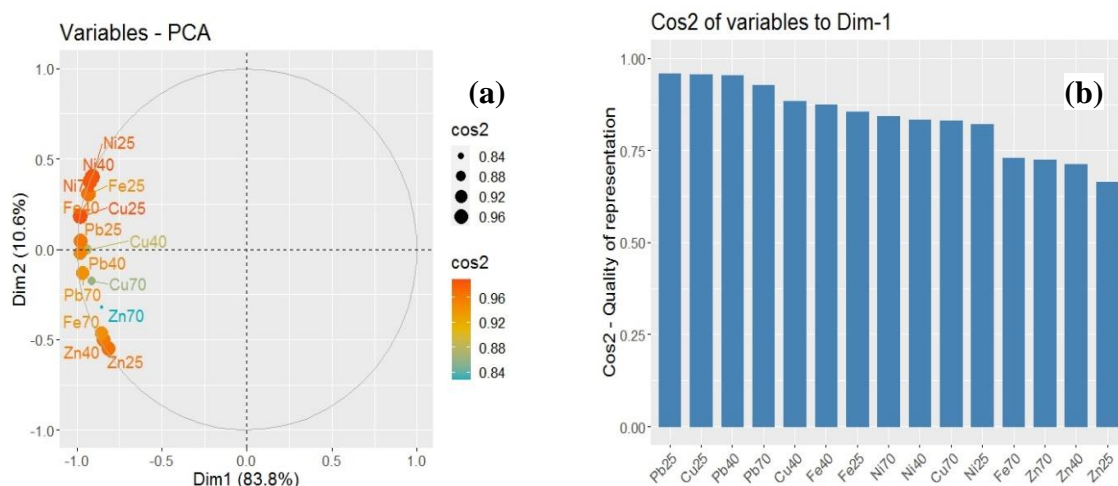 Variables - PCA
(a)
1.0
0.5
0.0
-0.5
-1.0
Dim2 (10.6%)
Ni25
Ni40
Ni7
Fe25
Fe40
Cu25
Pb25
Cu40
Pb40
Cu70
Pb70
Zn70
Fe70
Zn40
Zn25
-1.0 -0.5 0.0 0.5 1.0
Dim1 (83.8%)
cos2
0.84
0.88
0.92
0.96
cos2
0.96
0.92
0.88
0.84
Cos2 of variables to Dim-1
(b)
Cos2 - Quality of representation
1.00
0.75
0.50
0.25
0.00
Pb25 Cu25 Pb40 Pb70 Cu40 Fe40 Fe25 Ni70 Ni40 Cu70 Ni25 Fe70 Zn70 Zn40 Zn25